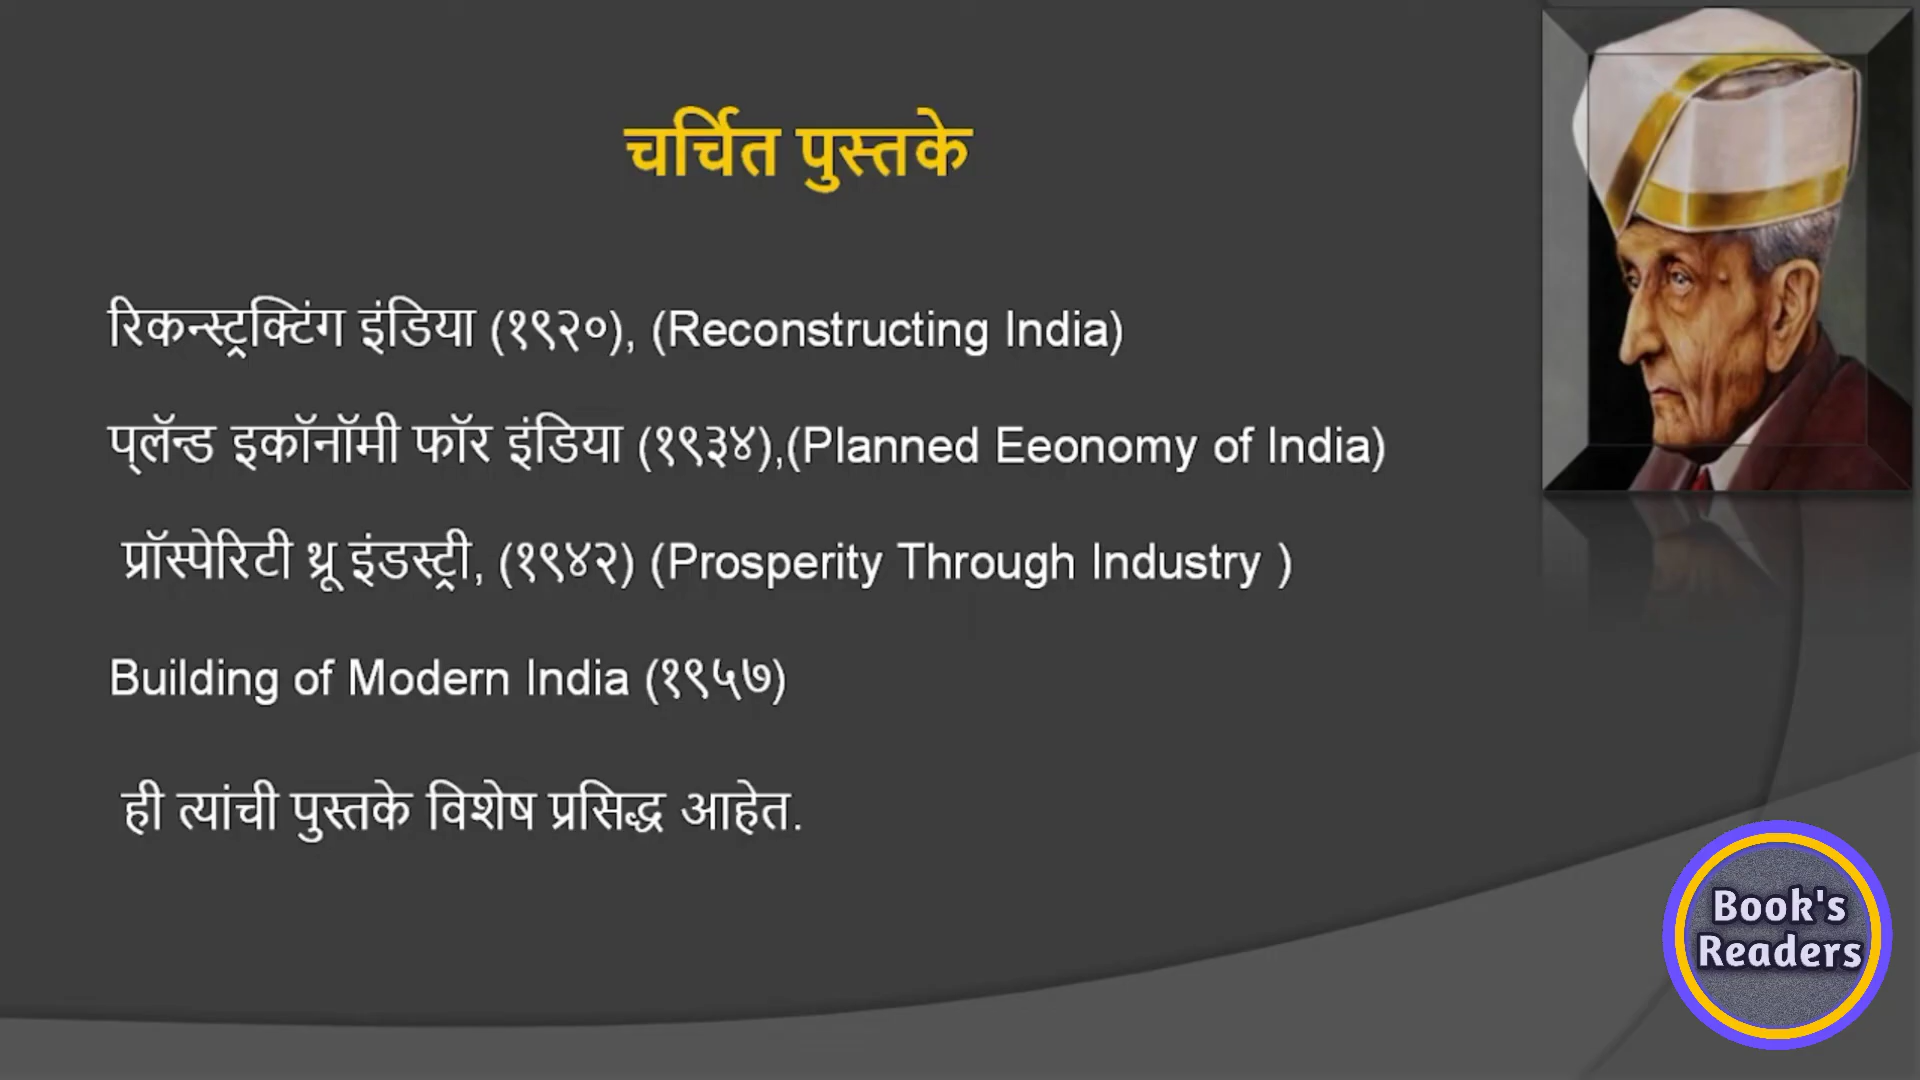 चर्चित पुस्तके
रिकन्स्ट्रक्टिंग इंडिया (१९२०), (Reconstructing India)
प्लॅन्ड इकॉनॉमी फॉर इंडिया (१९३४),(Planned Eeonomy of India)
प्रॉस्पेरिटी थ्रू इंडस्ट्री, (१९४२) (Prosperity Through Industry )
Building of Modern India (१९५७)
ही त्यांची पुस्तके विशेष प्रसिद्ध आहेत.
Book's
Readers